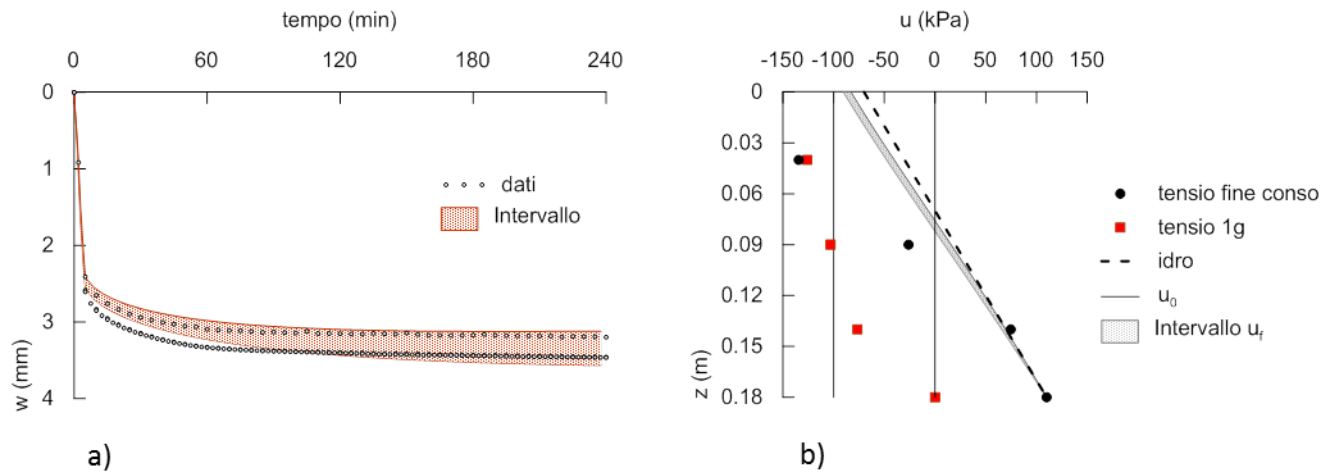 tempo (min)
0 60 120 180 240
0
1
2
3
4
w (mm)
dati
Intervallo
a)
u (kPa)
-150 -100 -50 0 50 100 150
0
0.03
0.06
0.09
0.12
0.15
0.18
z (m)
tensio fine conso
tensio 1g
idro
u₀
Intervallo u_f
b)